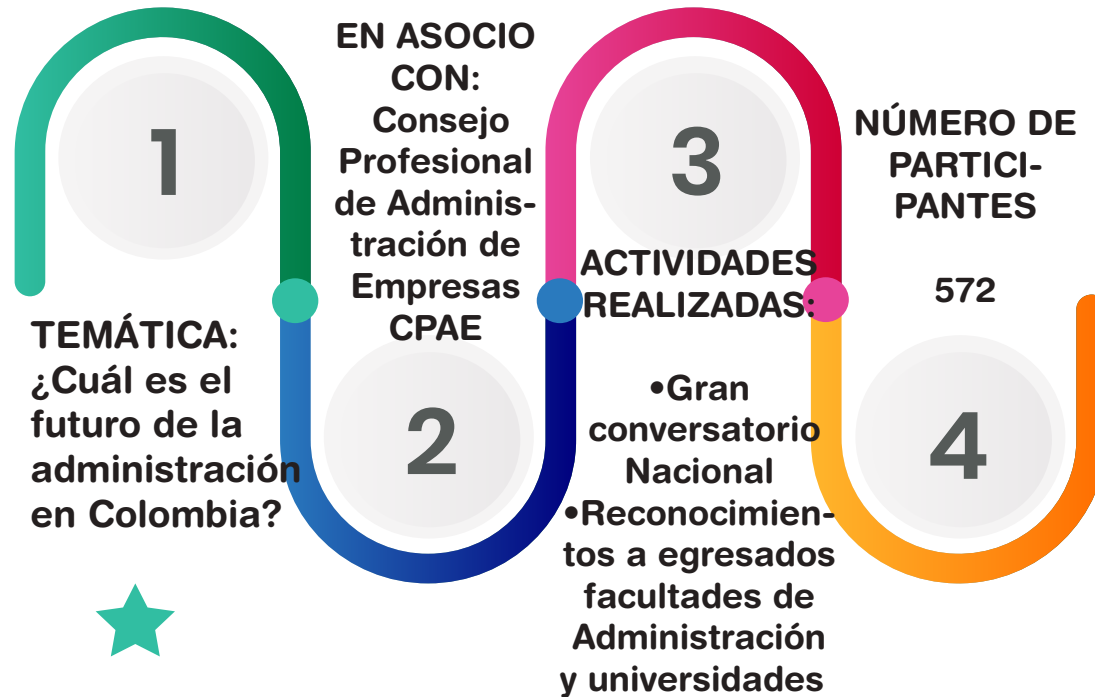 1
TEMÁTICA:
¿Cuál es el
futuro de la
administración
en Colombia?
EN ASOCIO
CON:
Consejo
Profesional
de Adminis-
tración de
Empresas
CPAE
2
3
ACTIVIDADES
REALIZADAS:
•Gran
conversatorio
Nacional
•Reconocimien-
tos a egresados
facultades de
Administración
y universidades
NÚMERO DE
PARTICI-
PANTES
572
4